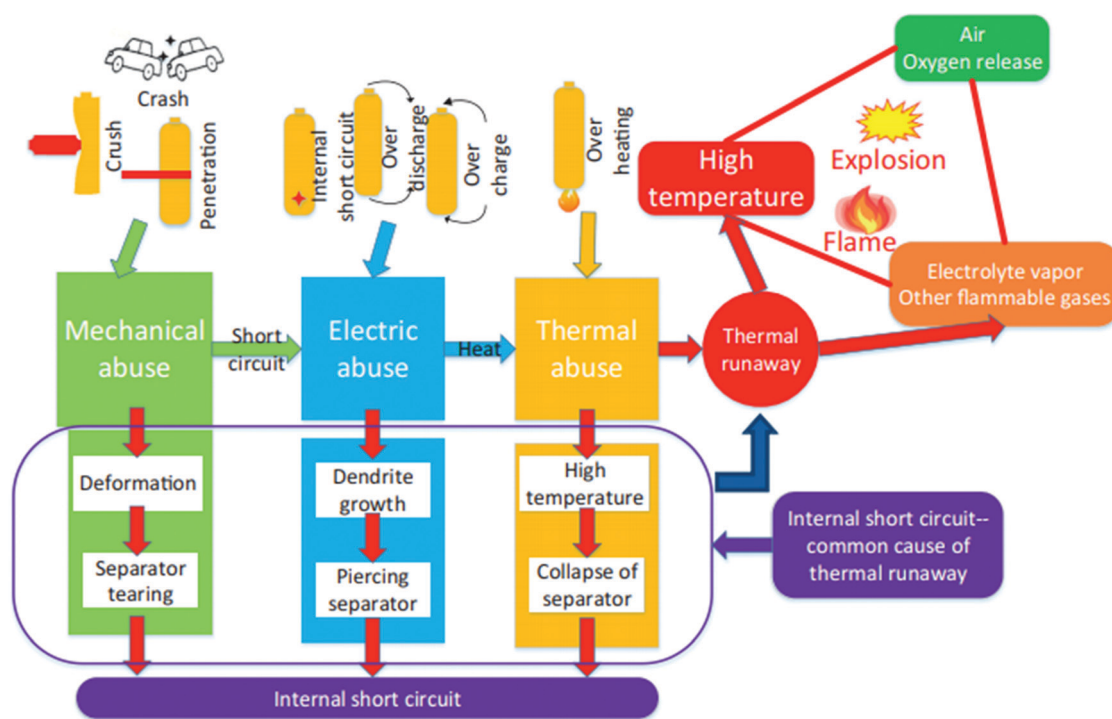 Crash
Crush
Penetration
Internal
short circuit
Over
discharge
Over
charge
Over
heating
Air
Oxygen release
High
temperature
Explosion
Flame
Electrolyte vapor
Other flammable gases
Mechanical
abuse
Short
circuit
Electric
abuse
Heat
Thermal
abuse
Thermal
runaway
Deformation
Separator
tearing
Dendrite
growth
Piercing
separator
High
temperature
Collapse of
separator
Internal short circuit--
common cause of
thermal runaway
Internal short circuit